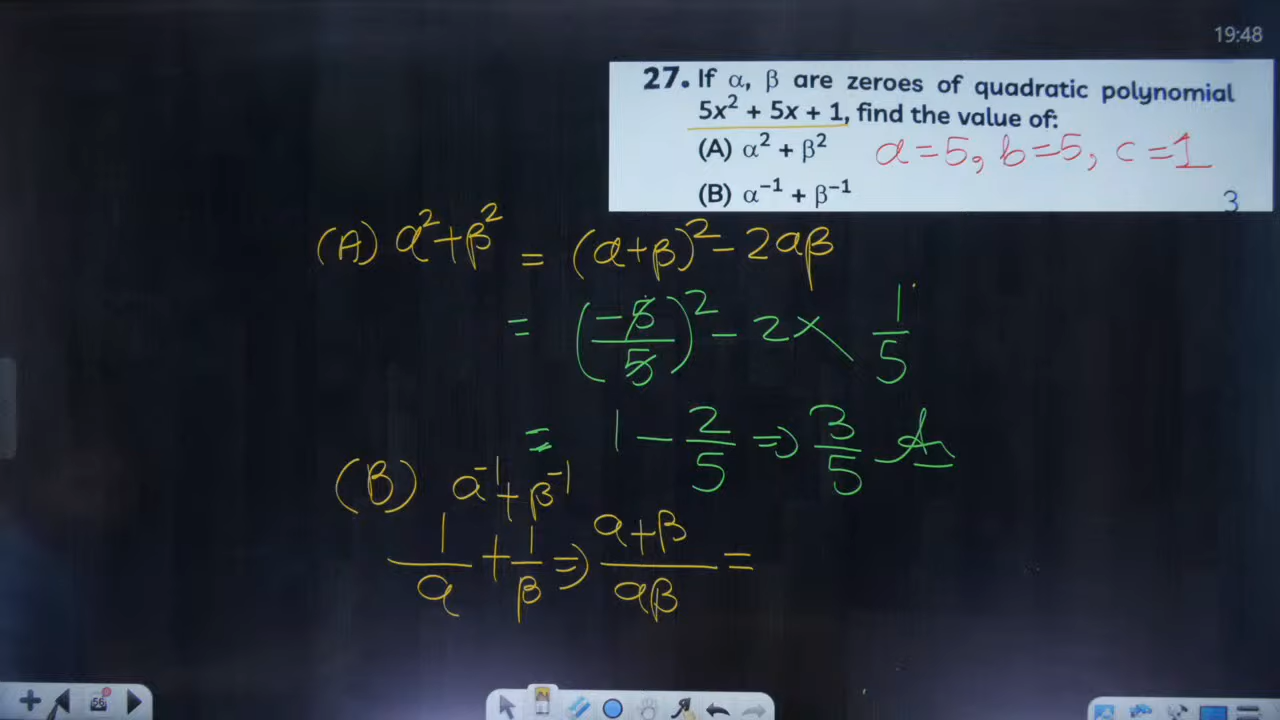 19:48
27. If α, β are zeroes of quadratic polynomial
5x² + 5x + 1, find the value of:
(A) α² + β² a=5, b=5, c=1
(B) α⁻¹ + β⁻¹
3
(A) α²+β² = (α+β)² - 2αβ
= (-5/5)² - 2 × 1/5
= 1 - 2/5 ⇒ 3/5 A
(B) α⁻¹+β⁻¹
1/α + 1/β ⇒ α+β/αβ =
56